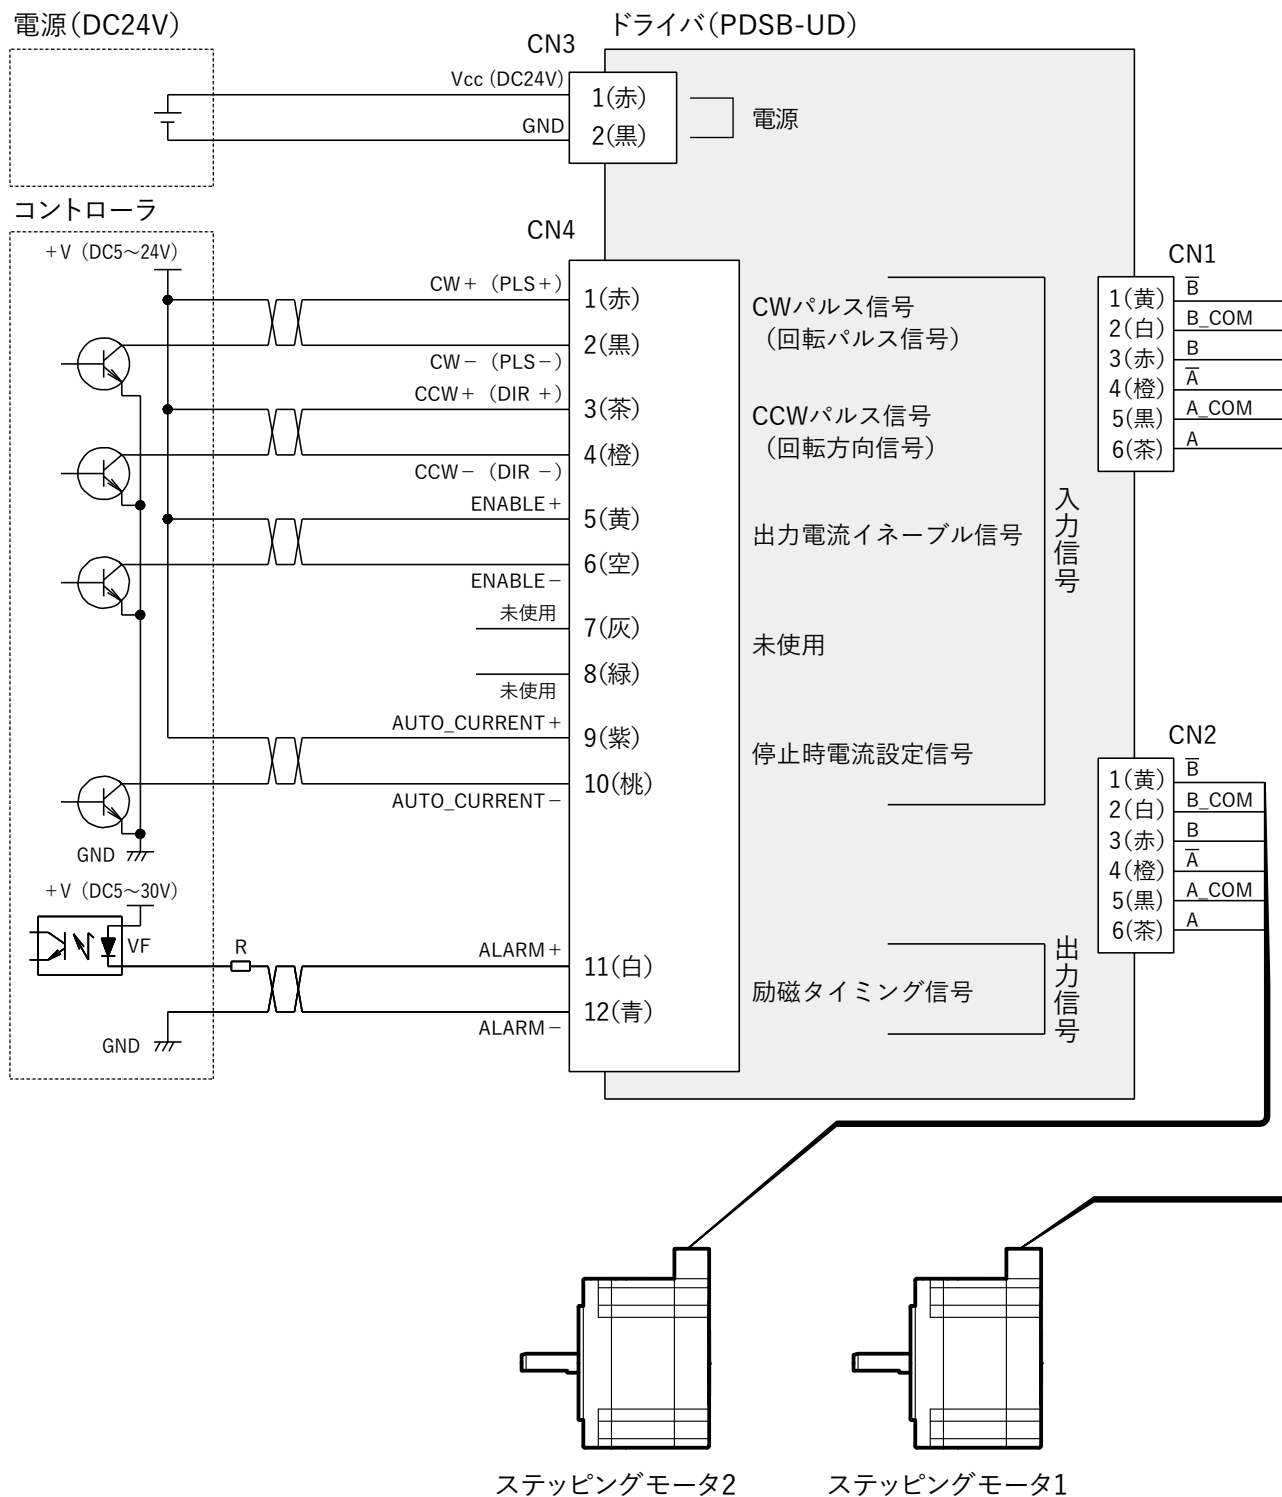 電源(DC24V)
ドライバ(PDSB-UD)
CN3
Vcc (DC24V)
GND
1(赤)
2(黒)
電源
コントローラ
+V (DC5～24V)
CN4
CW+ (PLS+)
1(赤)
2(黒)
CW- (PLS-)
CWパルス信号
(回転パルス信号)
CCW+ (DIR +)
3(茶)
4(橙)
CCW- (DIR -)
CCWパルス信号
(回転方向信号)
ENABLE+
5(黄)
6(空)
ENABLE-
出力電流イネーブル信号
未使用
7(灰)
8(緑)
未使用
未使用
AUTO_CURRENT+
9(紫)
10(桃)
AUTO_CURRENT-
停止時電流設定信号
入力信号
GND
+V (DC5~30V)
VF
R
ALARM+
11(白)
12(青)
ALARM-
GND
励磁タイミング信号
出力信号
CN1
1(黄) B̅
2(白) B_COM
3(赤) B
4(橙) A̅
5(黒) A_COM
6(茶) A
CN2
1(黄) B̅
2(白) B_COM
3(赤) B
4(橙) A̅
5(黒) A_COM
6(茶) A
ステッピングモータ2
ステッピングモータ1